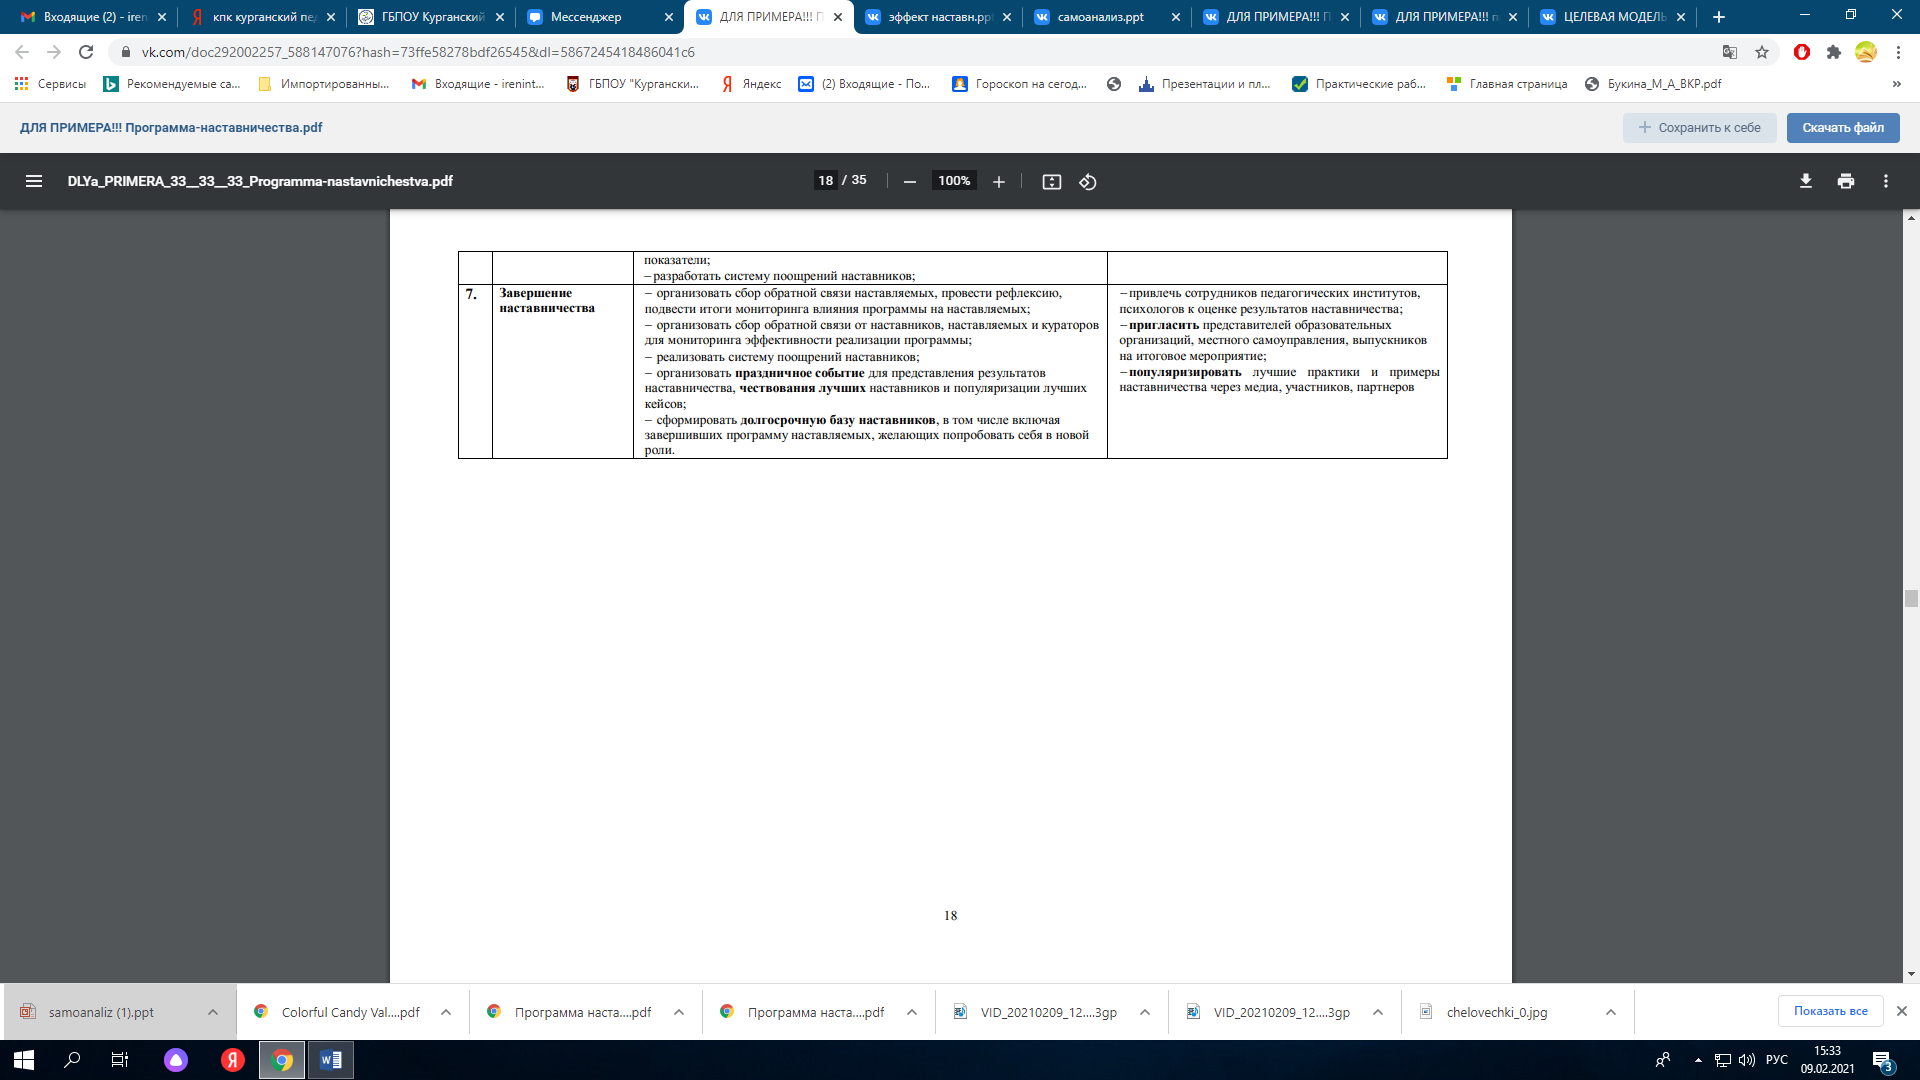 Входящие (2) - iren
кпк курганский пед
ГБПОУ Курганский
Мессенджер
ДЛЯ ПРИМЕРА!!! П
эффект наставн.pp
самоанализ.ppt
ДЛЯ ПРИМЕРА!!! П
ДЛЯ ПРИМЕРА!!! п
ЦЕЛЕВАЯ МОДЕЛЬ
vk.com/doc292002257_588147076?hash=73ffe58278bdf26545&dl=5867245418486041c6
Сервисы
Рекомендуемые са...
Импортированны...
Входящие - irenint...
ГБПОУ "Кургански...
Яндекс
(2) Входящие - По...
Гороскоп на сегод...
Презентации и пл...
Практические раб...
Главная страница
Букина_М_А_ВКР.pdf
»
ДЛЯ ПРИМЕРА!!! Программа-наставничества.pdf
Сохранить к себе
Скачать файл
DLYa_PRIMERA_33__33__33_Programma-nastavnichestva.pdf
18 / 35
100%
показатели;
– разработать систему поощрений наставников;
7.
Завершение
наставничества
– организовать сбор обратной связи наставляемых, провести рефлексию,
подвести итоги мониторинга влияния программы на наставляемых;
– организовать сбор обратной связи от наставников, наставляемых и кураторов
для мониторинга эффективности реализации программы;
– реализовать систему поощрений наставников;
– организовать праздничное событие для представления результатов
наставничества, чествования лучших наставников и популяризации лучших
кейсов;
– сформировать долгосрочную базу наставников, в том числе включая
завершивших программу наставляемых, желающих попробовать себя в новой
роли.
– привлечь сотрудников педагогических институтов,
психологов к оценке результатов наставничества;
– пригласить представителей образовательных
организаций, местного самоуправления, выпускников
на итоговое мероприятие;
– популяризировать лучшие практики и примеры
наставничества через медиа, участников, партнеров
18
samoanaliz (1).ppt
Colorful Candy Val....pdf
Программа наста....pdf
Программа наста....pdf
VID_20210209_12....3gp
VID_20210209_12....3gp
chelovechki_0.jpg
Показать все
РУС
15:33
09.02.2021
3